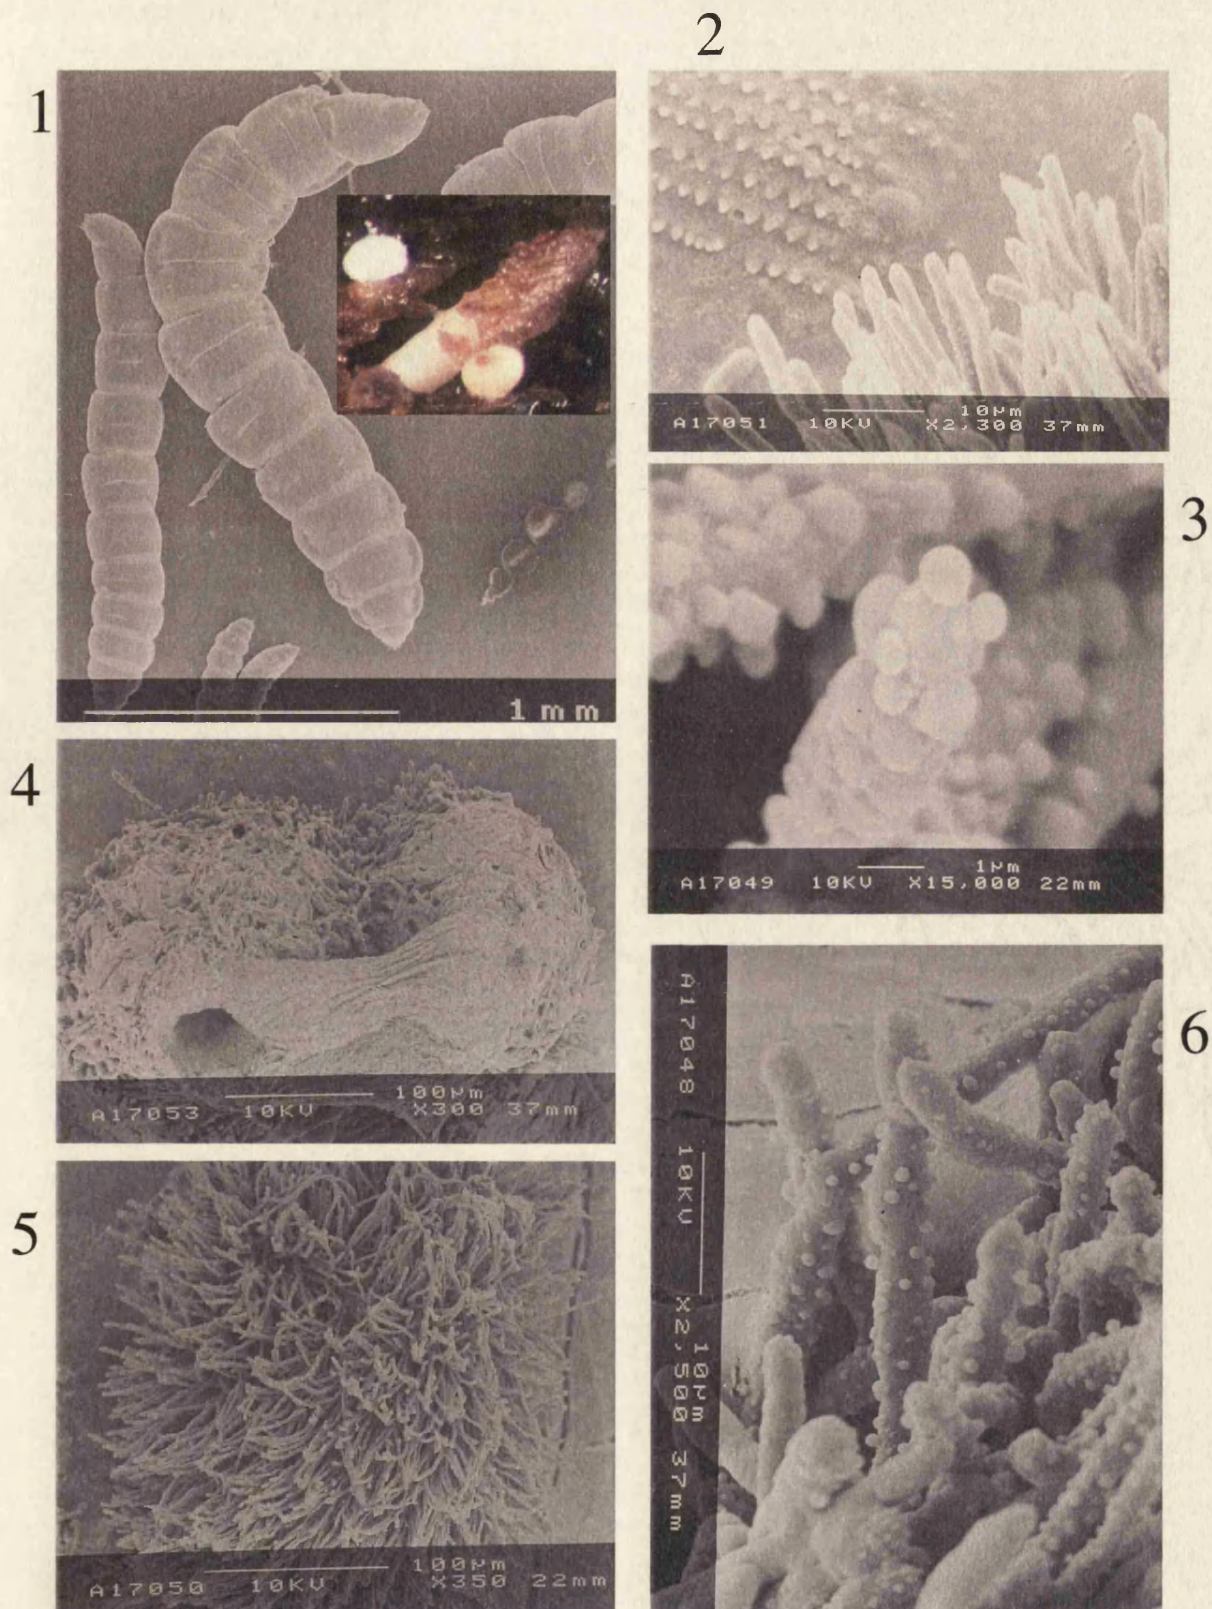 1
1 mm
2
10µm
A17051 10KV X2,300 37mm
3
1µm
A17049 10KV X15,000 22mm
4
100µm
A17053 10KV X300 37mm
5
100µm
A17050 10KV X350 22mm
6
A17048 10KV X2,500 37mm
10µm